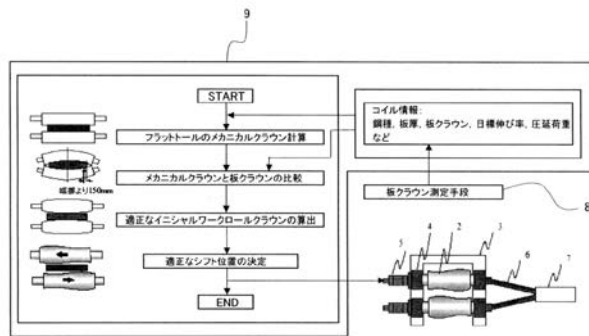 9
START
コイル情報:
鋼種, 板厚, 板クラウン, 目標伸び率, 圧延荷重
など
フラットロールのメカニカルクラウン計算
端部より150mm
メカニカルクラウンと板クラウンの比較
板クラウン測定手段
8
適正なイニシャルワークロールクラウンの算出
適正なシフト位置の決定
END
5
4
2
3
6
7